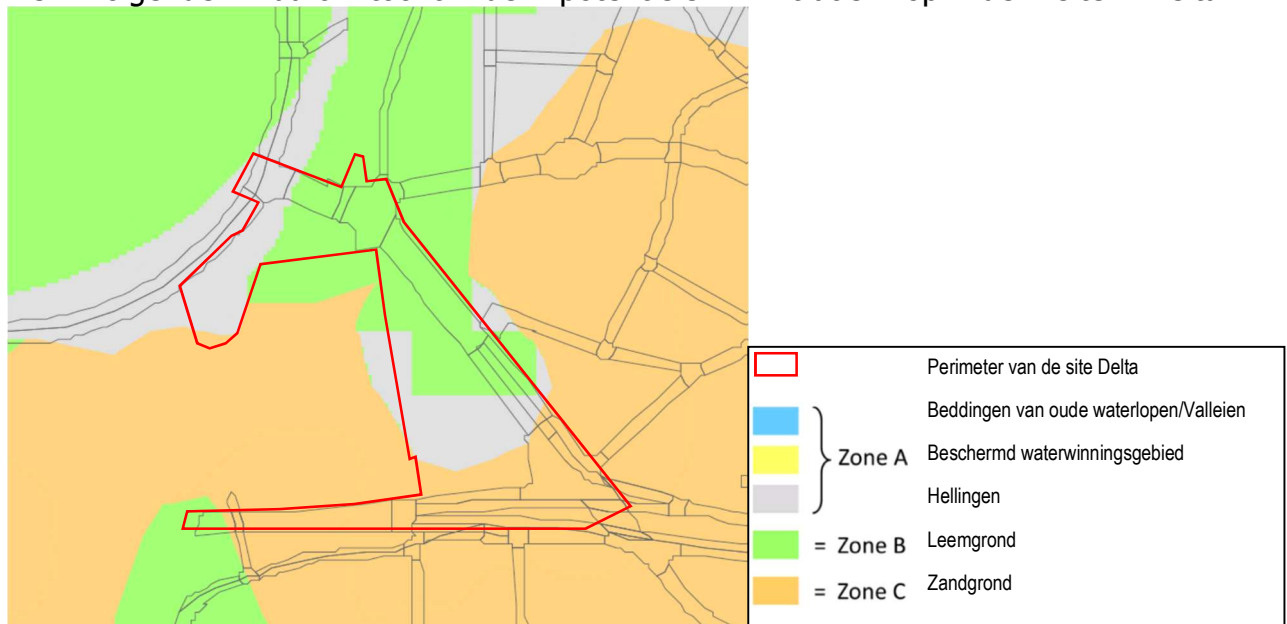 Perimeter van de site Delta
Beddingen van oude waterlopen/Valleien
Zone A Beschermd waterwinningsgebied
Hellingen
= Zone B Leemgrond
= Zone C Zandgrond